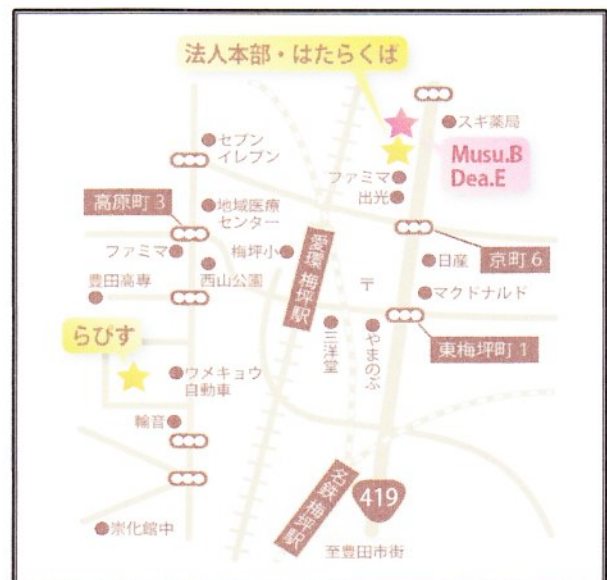 法人本部・はたらくば
スギ薬局
セブン
イレブン
Musu.B
Dea.E
ファミマ
出光
高原町 3
地域医療
センター
ファミマ
梅坪小
愛環 梅坪駅
日産
京町 6
豊田高専
西山公園
〒
マクドナルド
らぴす
三洋堂
やまのぶ
東梅坪町 1
ウメキョウ
自動車
輪音
名鉄 梅坪駅
419
崇化館中
至豊田市街